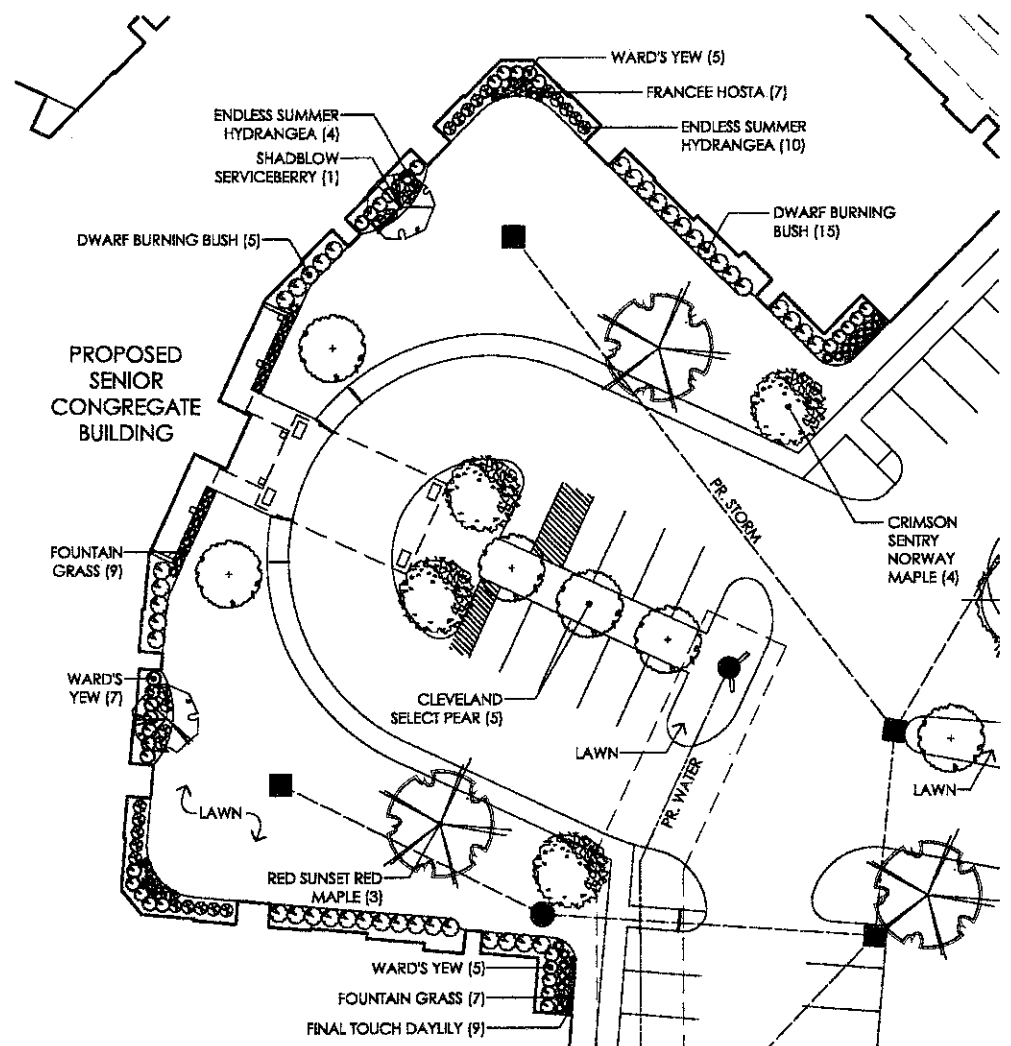 WARD'S YEW (5)
FRANCEE HOSTA (7)
ENDLESS SUMMER
HYDRANGEA (4)
ENDLESS SUMMER
HYDRANGEA (10)
SHADBLOW
SERVICEBERRY (1)
DWARF BURNING
BUSH (15)
DWARF BURNING BUSH (5)
PROPOSED
SENIOR
CONGREGATE
BUILDING
PR. STORM
CRIMSON
SENTRY
NORWAY
MAPLE (4)
FOUNTAIN
GRASS (9)
WARD'S
YEW (7)
CLEVELAND
SELECT PEAR (5)
LAWN
PR. WATER
LAWN
LAWN
RED SUNSET RED
MAPLE (3)
WARD'S YEW (5)
FOUNTAIN GRASS (7)
FINAL TOUCH DAYLILY (9)